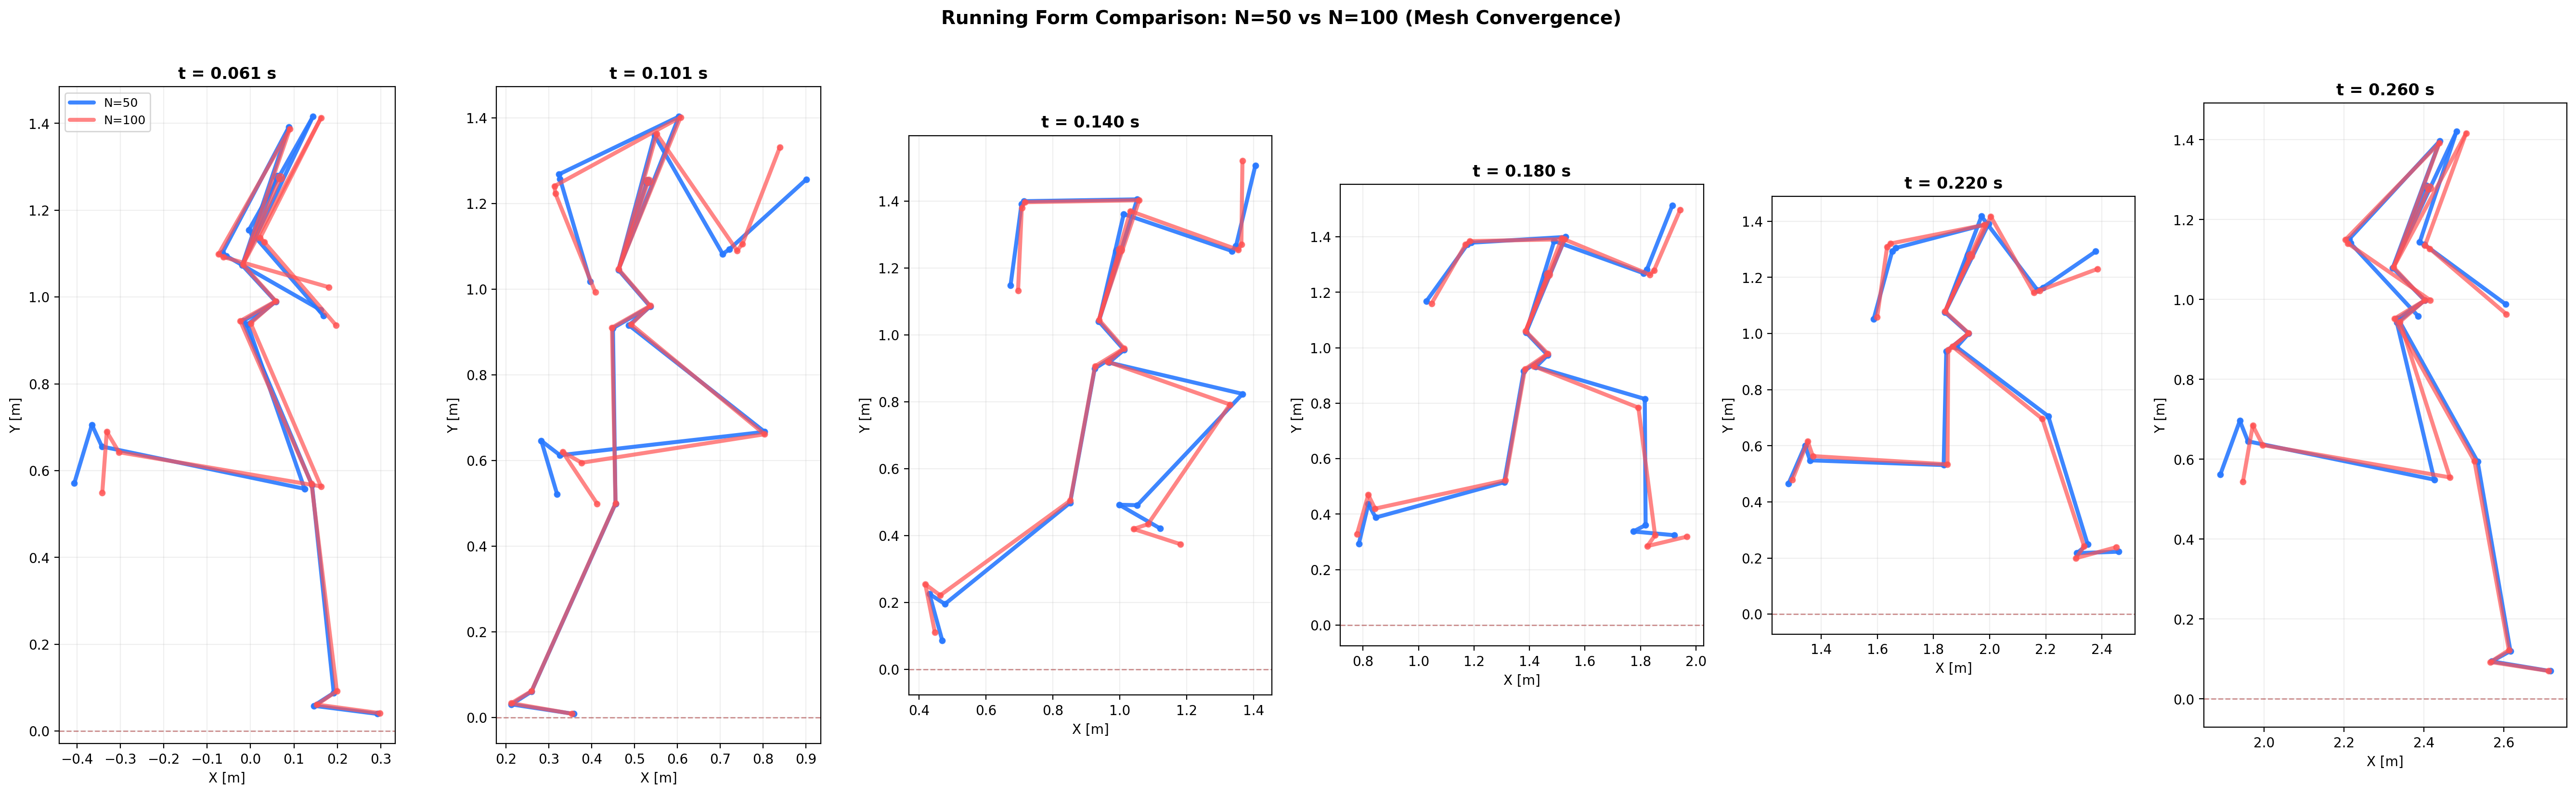 Running Form Comparison: N=50 vs N=100 (Mesh Convergence)
t = 0.061 s
N=50
N=100
1.4
1.2
1.0
0.8
0.6
0.4
0.2
0.0
Y [m]
−0.4 −0.3 −0.2 −0.1 0.0 0.1 0.2 0.3
X [m]
t = 0.101 s
1.4
1.2
1.0
0.8
0.6
0.4
0.2
0.0
Y [m]
0.2 0.3 0.4 0.5 0.6 0.7 0.8 0.9
X [m]
t = 0.140 s
1.4
1.2
1.0
0.8
0.6
0.4
0.2
0.0
Y [m]
0.4 0.6 0.8 1.0 1.2 1.4
X [m]
t = 0.180 s
1.4
1.2
1.0
0.8
0.6
0.4
0.2
0.0
Y [m]
0.8 1.0 1.2 1.4 1.6 1.8 2.0
X [m]
t = 0.220 s
1.4
1.2
1.0
0.8
0.6
0.4
0.2
0.0
Y [m]
1.4 1.6 1.8 2.0 2.2 2.4
X [m]
t = 0.260 s
1.4
1.2
1.0
0.8
0.6
0.4
0.2
0.0
Y [m]
2.0 2.2 2.4 2.6
X [m]